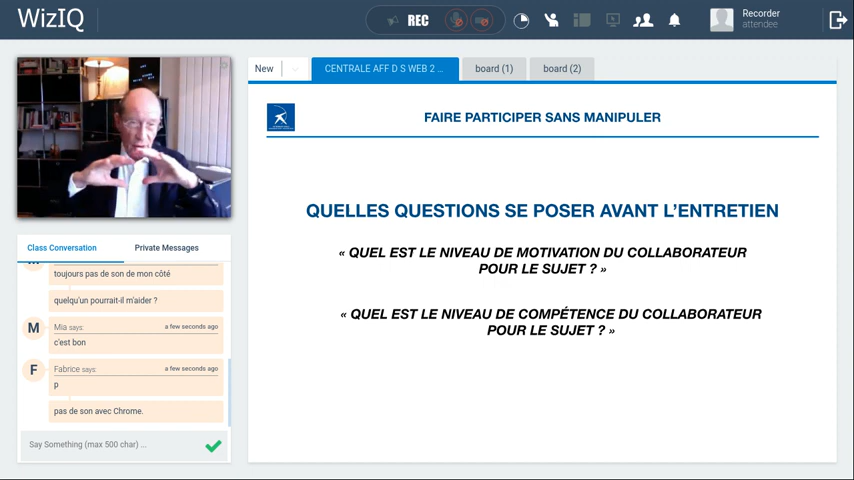 WizIQ
REC
Recorder
attendee
New
CENTRALE AFF D S WEB 2 ...
board (1)
board (2)
FAIRE PARTICIPER SANS MANIPULER
QUELLES QUESTIONS SE POSER AVANT L’ENTRETIEN
« QUEL EST LE NIVEAU DE MOTIVATION DU COLLABORATEUR
POUR LE SUJET ? »
« QUEL EST LE NIVEAU DE COMPÉTENCE DU COLLABORATEUR
POUR LE SUJET ? »
Class Conversation
Private Messages
toujours pas de son de mon côté
quelqu'un pourrait-il m'aider ?
M
Mia says:
a few seconds ago
c'est bon
F
Fabrice says:
a few seconds ago
p
pas de son avec Chrome.
Say Something (max 500 char) ...